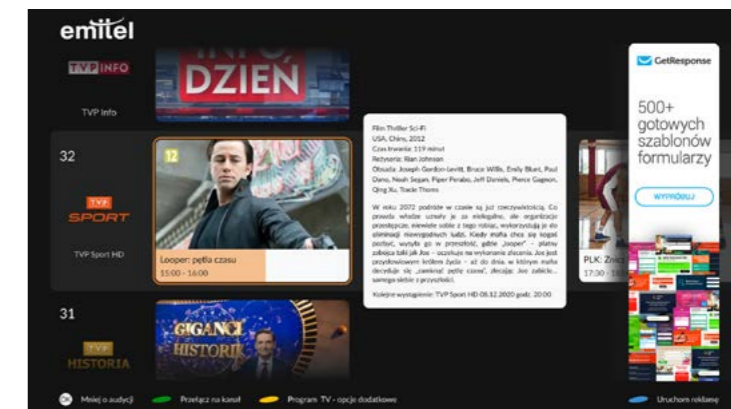 emitel
TVP INFO
INFO,
DZIEŃ
TVP Info
32
12
TVP
SPORT
TVP Sport HD
Looper: pętla czasu
15:00 - 16:00
Film Thriller Sci-Fi
USA, Chiny, 2012
Czas trwania: 119 minut
Reżyseria: Rian Johnson
Obsada: Joseph Gordon-Levitt, Bruce Willis, Emily Blunt, Paul
Dano, Noah Segan, Piper Perabo, Jeff Daniels, Pierce Gagnon,
Qing Xu, Tracie Thoms
W roku 2072 podróże w czasie są już rzeczywistością. Co
prawda władze uznały je za nielegalne, ale organizacje
przestępcze, niewiele sobie z tego robiąc, wykorzystują je do
eliminacji niewygodnych ludzi. Kiedy mafia chce się kogoś
pozbyć, wysyła go w przeszłość, gdzie „looper" - płatny
zabójca taki jak Joe - oczekuje na wykonanie zlecenia. Joe jest
przysłowiowym królem życia - aż do dnia, w którym mafia
decyduje się „zamknąć pętlę czasu", zlecając Joe zabicie...
samego siebie z przyszłości.
Kolejne wystąpienie: TVP Sport HD 08.12.2020 godz. 20:00
PLK: Znicz
17:30 - 18
GetResponse
500+
gotowych
szablonów
formularzy
WYPRÓBUJ
31
TVP
HISTORIA
GIGANCI
HISTORII
OK Mniej o audycji
Przełącz na kanał
Program TV - opcje dodatkowe
Uruchom reklamę